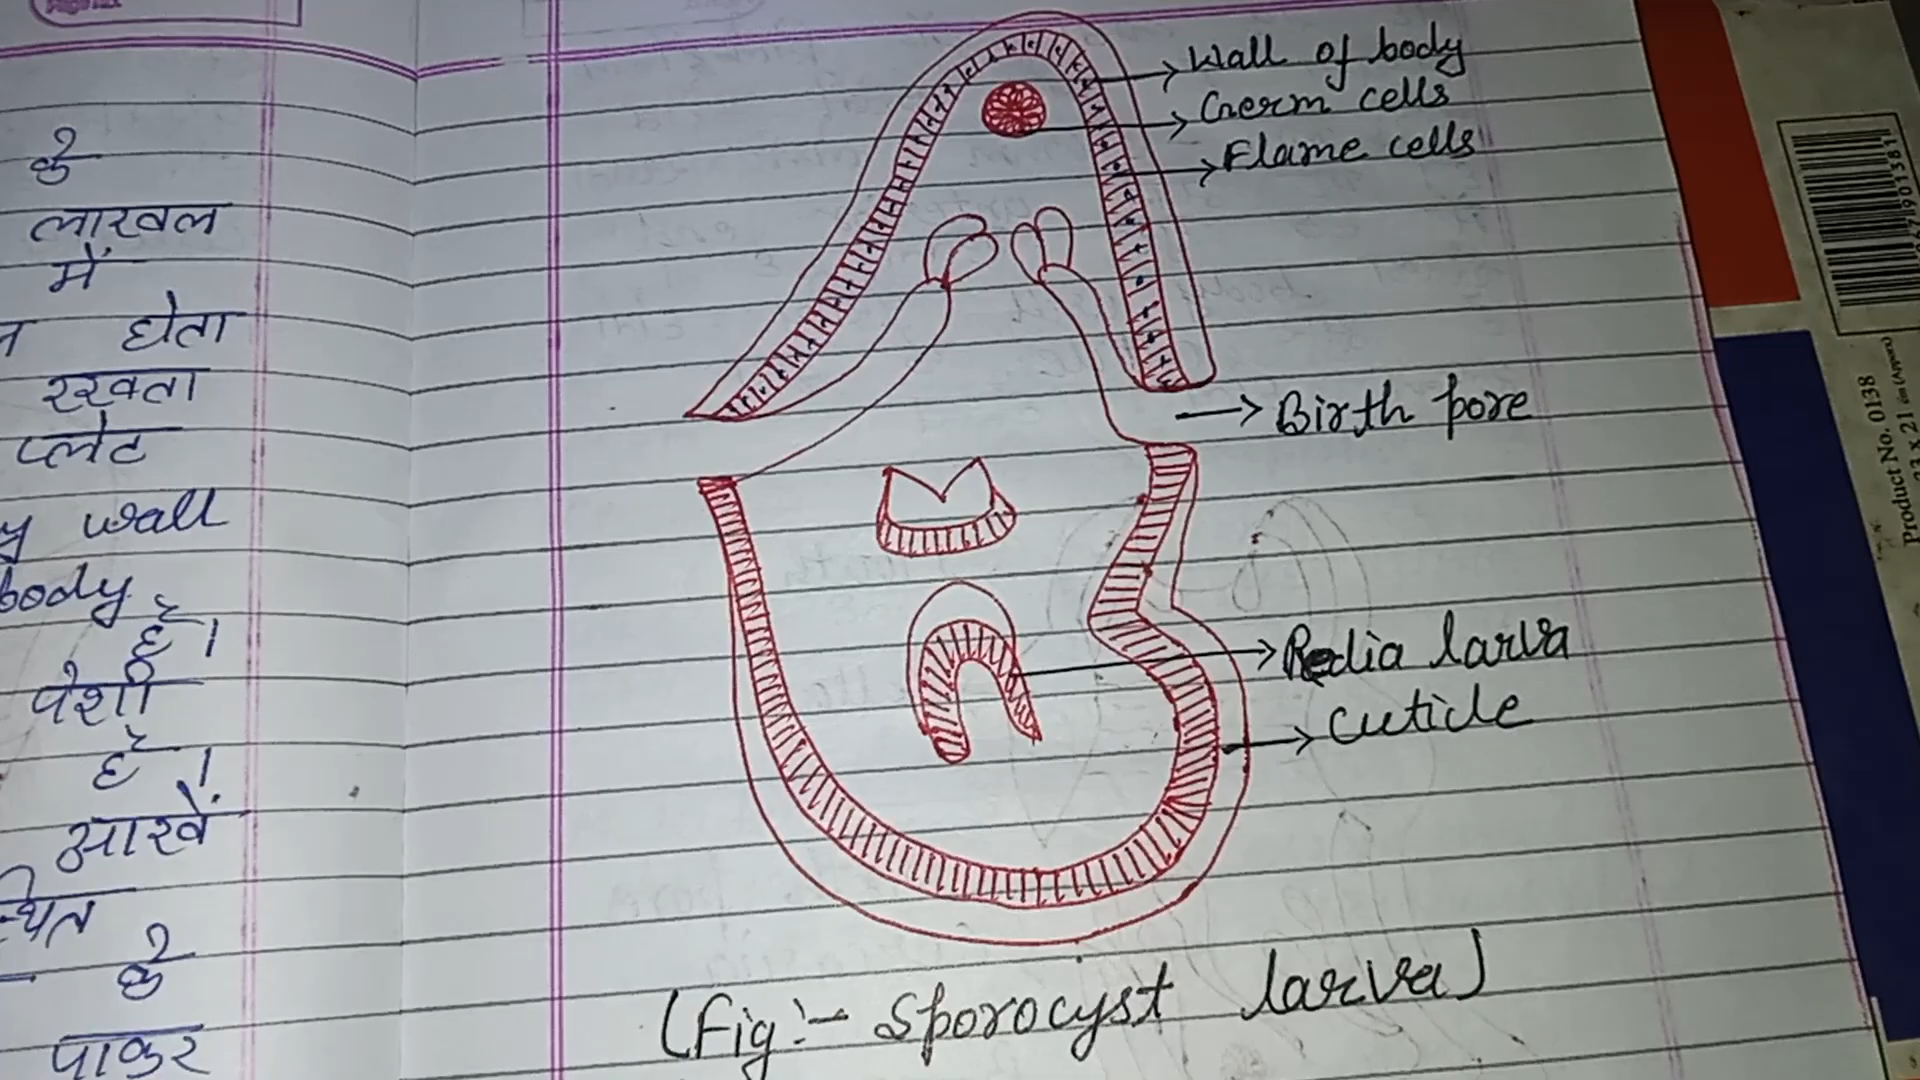 के
लारवल
में
होता
रखता
प्लेट
wall
body
है।
पेशी
है।
आखें
के
पाकर
Wall of body
Germ cells
Flame cells
Birth pore
Redia larva
cuticle
(Fig:- Sporocyst larva)
Product No. 0138